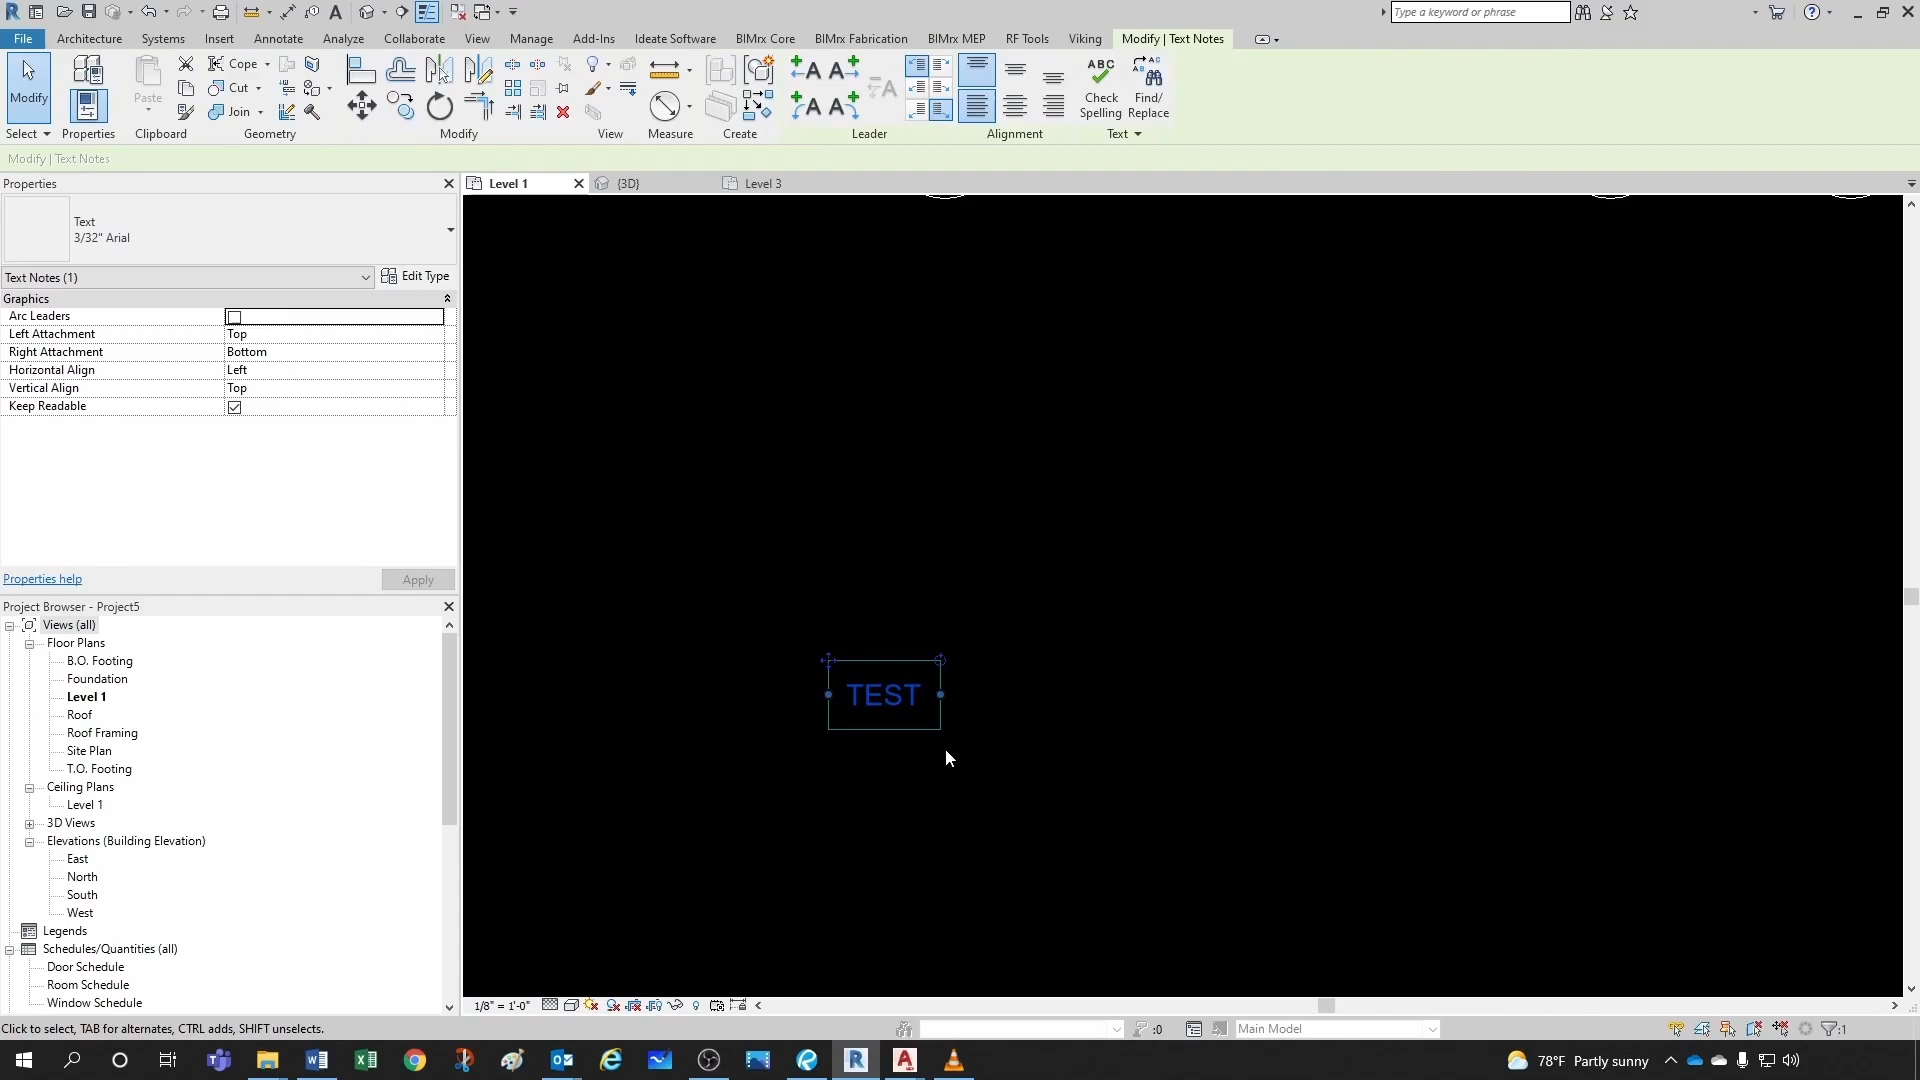 Type a keyword or phrase
File Architecture Systems Insert Annotate Analyze Collaborate View Manage Add-Ins Ideate Software BIMrx Core BIMrx Fabrication BIMrx MEP RF Tools Viking Modify | Text Notes
Modify Paste Cope Cut Join Check Spelling Find/ Replace
Select Properties Clipboard Geometry Modify View Measure Create Leader Alignment Text
Modify | Text Notes
Properties
Level 1 {3D} Level 3
Text
3/32" Arial
Text Notes (1) Edit Type
Graphics
Arc Leaders
Left Attachment Top
Right Attachment Bottom
Horizontal Align Left
Vertical Align Top
Keep Readable
Properties help Apply
Project Browser - Project5
Views (all)
Floor Plans
B.O. Footing
Foundation
Level 1
Roof
Roof Framing
Site Plan
T.O. Footing
Ceiling Plans
Level 1
3D Views
Elevations (Building Elevation)
East
North
South
West
Legends
Schedules/Quantities (all)
Door Schedule
Room Schedule
Window Schedule
TEST
1/8" = 1'-0"
Click to select, TAB for alternates, CTRL adds, SHIFT unselects. :0 Main Model :1
78°F Partly sunny